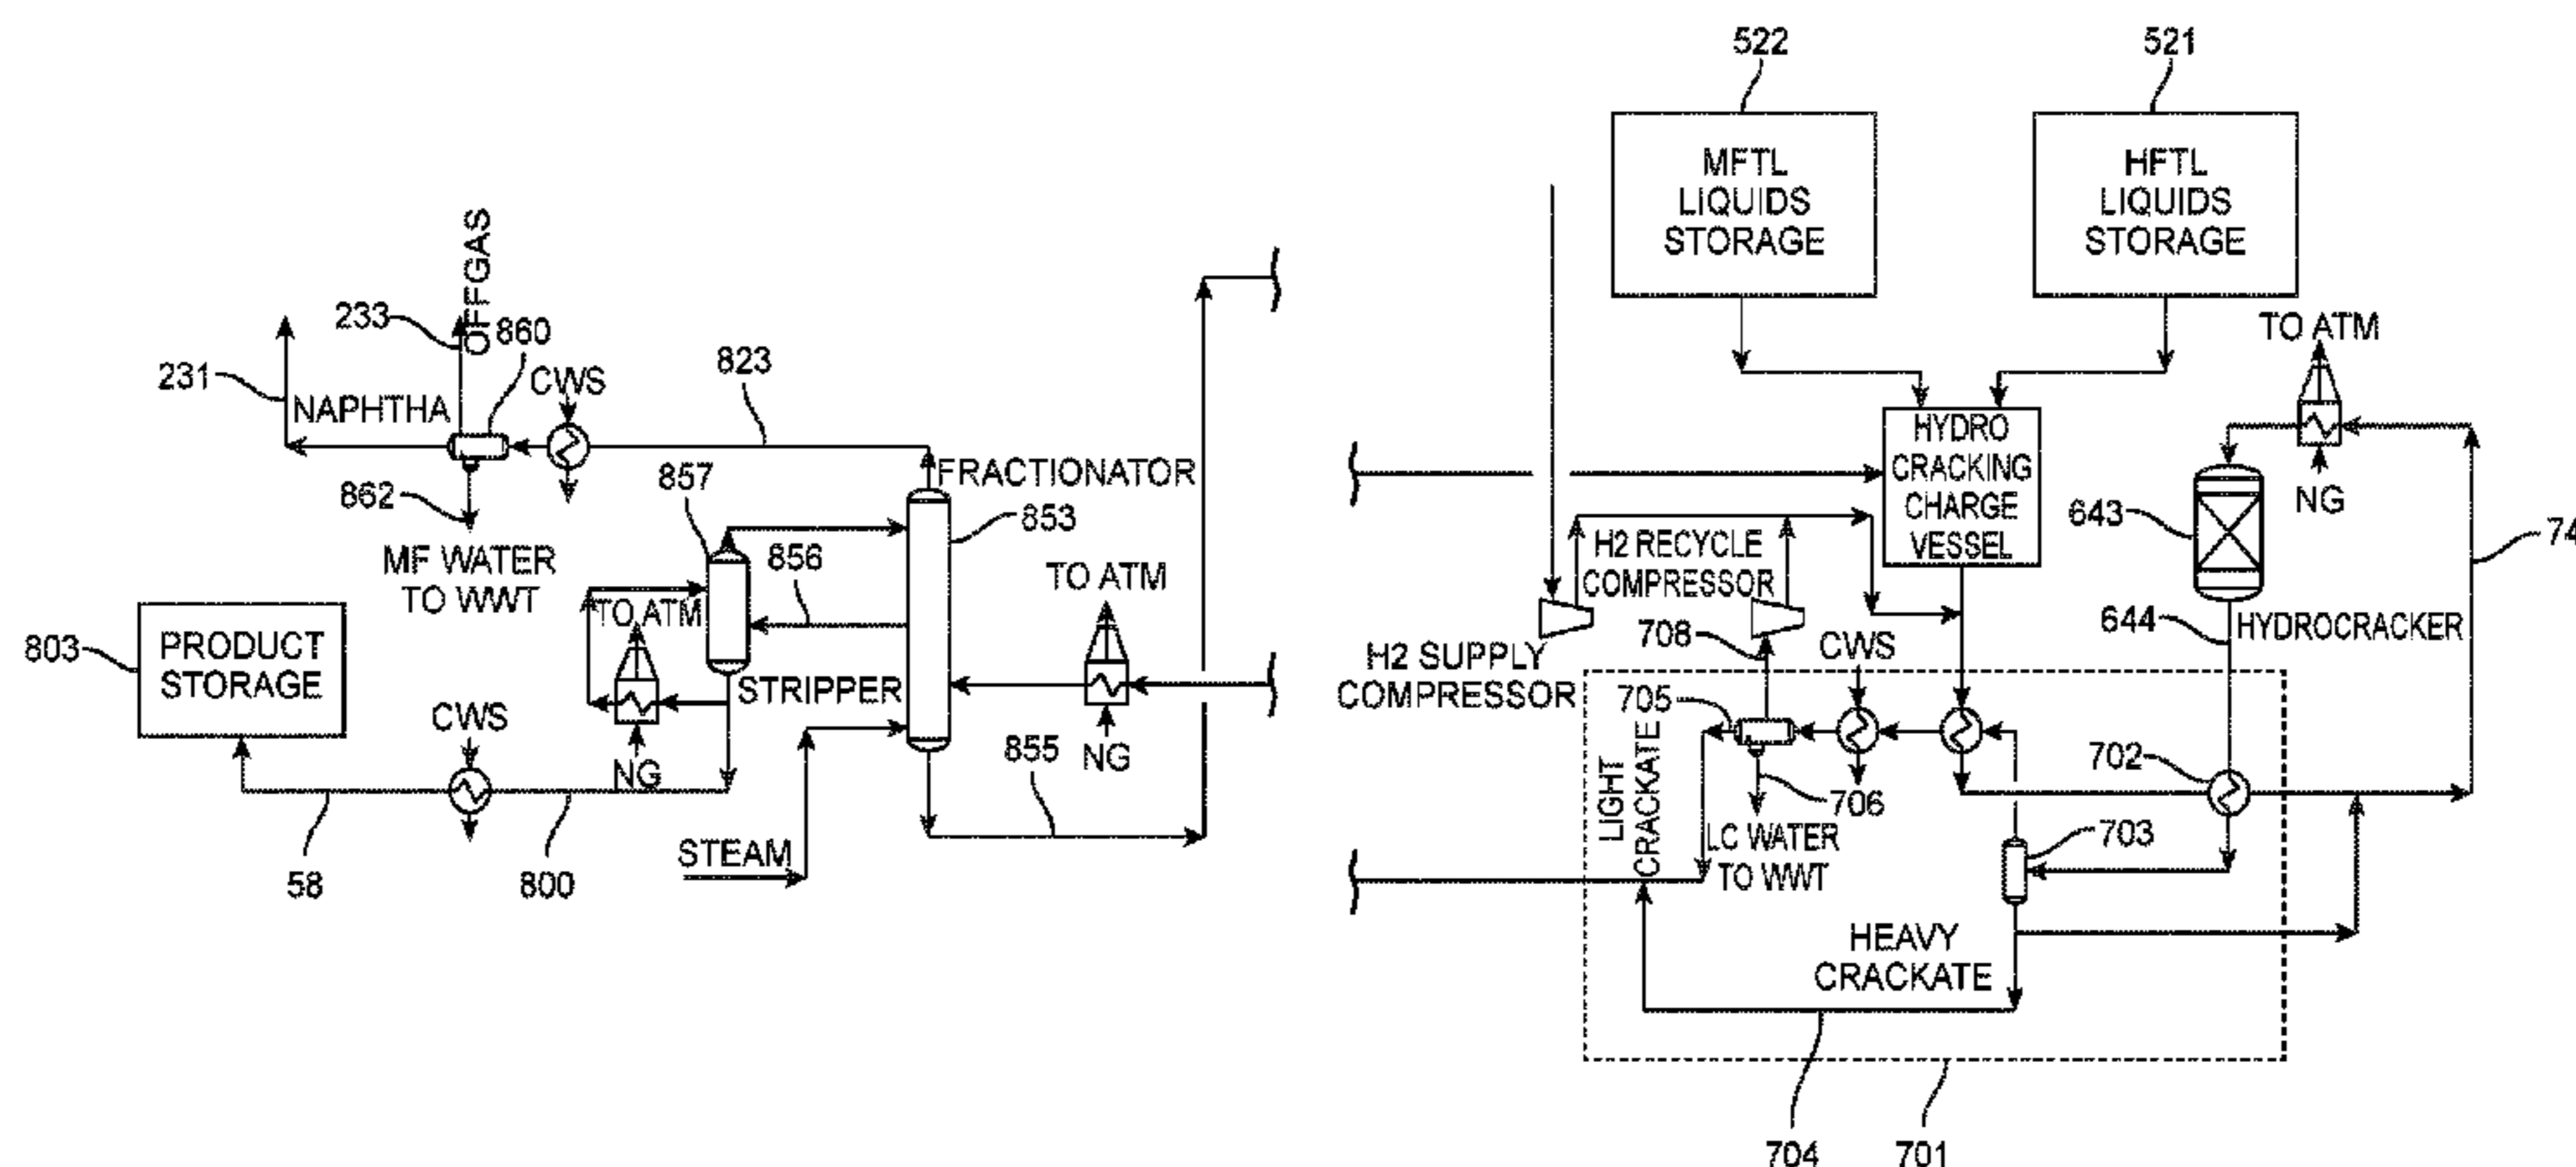 522
521
MFTL
LIQUIDS
STORAGE
HFTL
LIQUIDS
STORAGE
TO ATM
NG
HYDRO
CRACKING
CHARGE
VESSEL
643
644
HYDROCRACKER
74
H2 RECYCLE
COMPRESSOR
H2 SUPPLY
COMPRESSOR
708
CWS
705
706
LIGHT
CRACKATE
LC WATER
TO WWT
702
703
HEAVY
CRACKATE
704
701
OFFGAS
233
860
231
NAPHTHA
CWS
823
862
MF WATER
TO WWT
857
856
FRACTIONATOR
853
TO ATM
NG
TO ATM
NG
STRIPPER
803
PRODUCT
STORAGE
CWS
58
800
STEAM
855